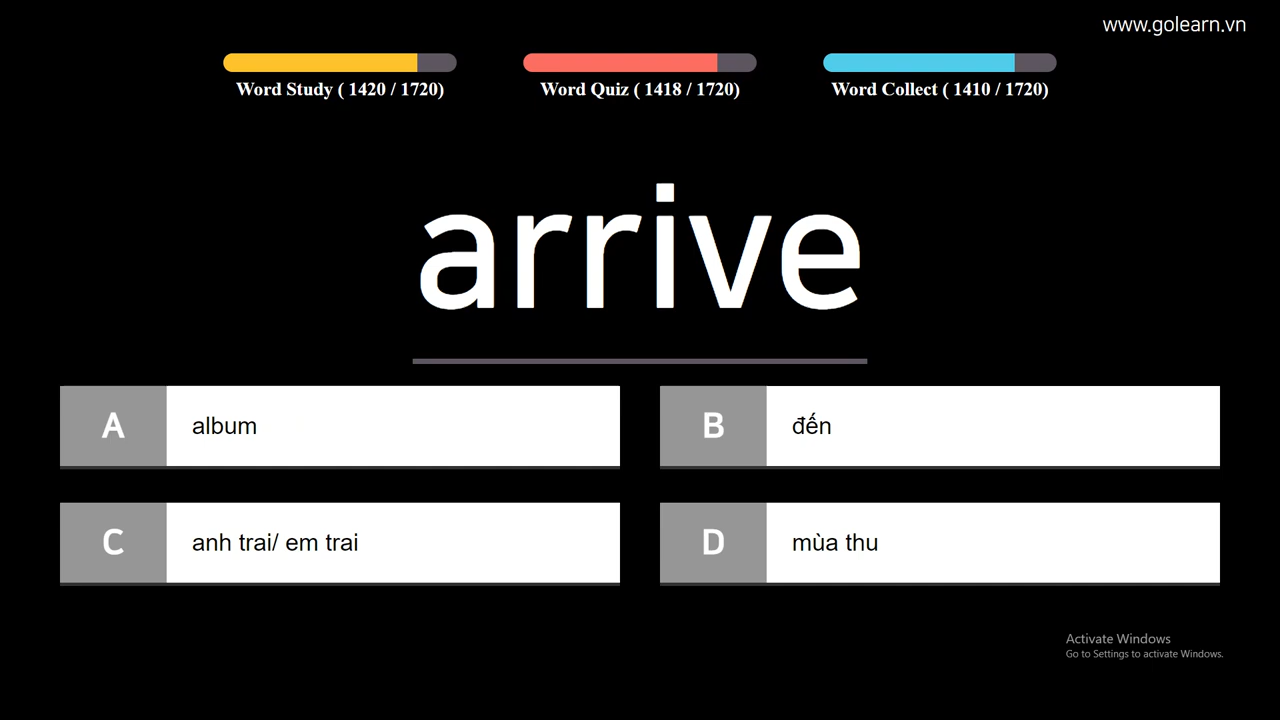 www.golearn.vn
Word Study ( 1420 / 1720)
Word Quiz ( 1418 / 1720)
Word Collect ( 1410 / 1720)
arrive
A album
B đến
C anh trai/ em trai
D mùa thu
Activate Windows
Go to Settings to activate Windows.